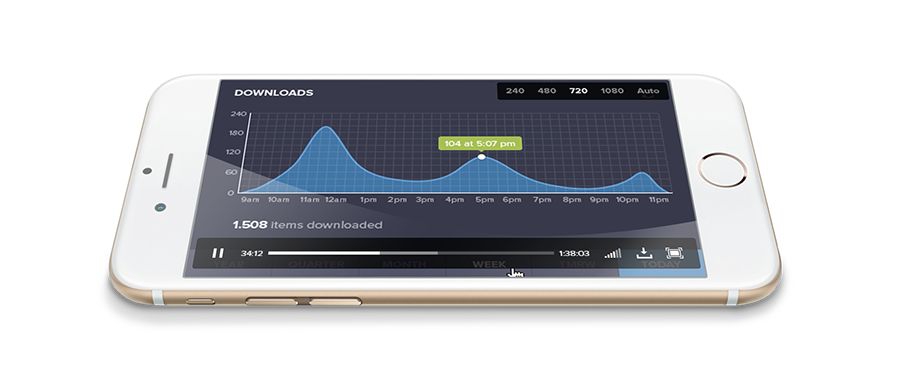 DOWNLOADS
240 480 720 1080 Auto
240
180
120
60
0
104 at 5:07 pm
9am 10am 11am 12am 1pm 2pm 3pm 4pm 5pm 6pm 7pm 8pm 9pm 10pm 11pm
1.508 Items downloaded
34:12 1:38:03
YEAR QUARTER MONTH WEEK TODAY